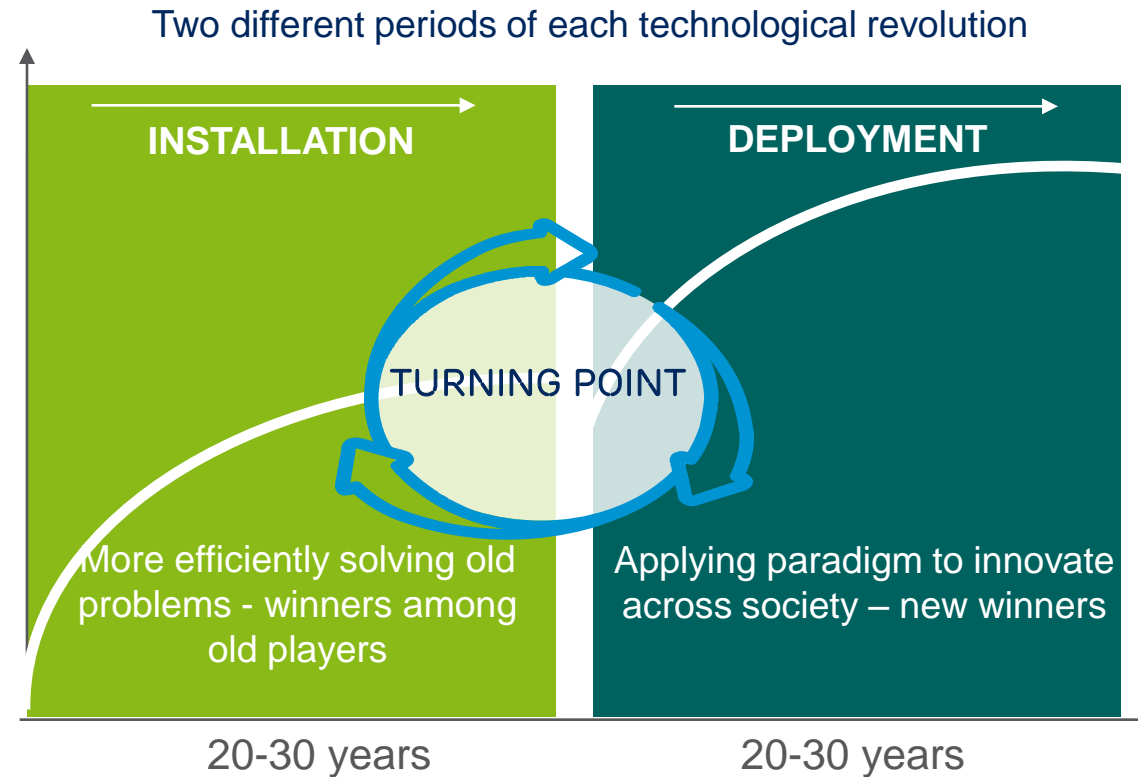 Two different periods of each technological revolution
INSTALLATION
DEPLOYMENT
TURNING POINT
More efficiently solving old
problems - winners among
old players
Applying paradigm to innovate
across society – new winners
20-30 years
20-30 years